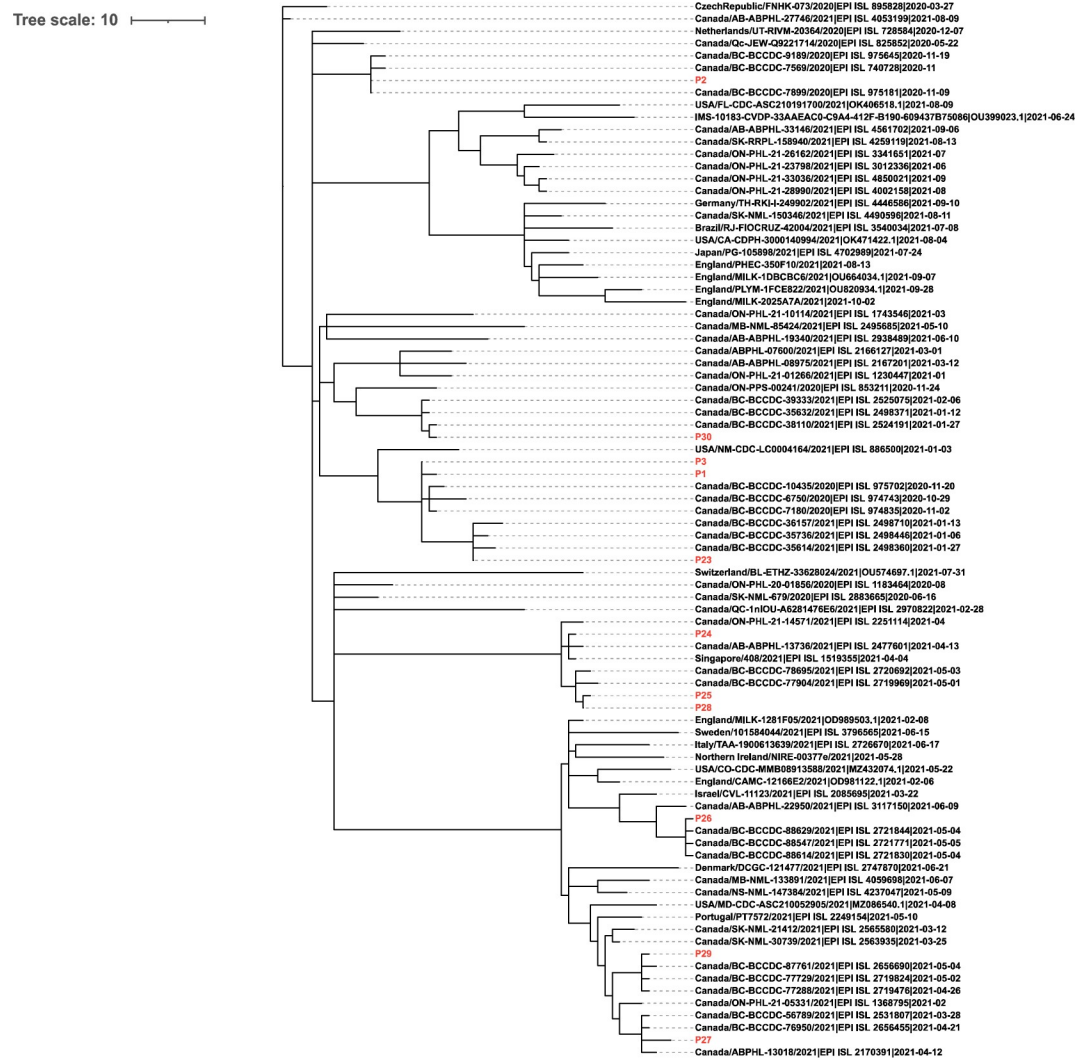 CzechRepublic/FNHK-073/2020|EPI ISL 895828|2020-03-27
Tree scale: 10
Canada/AB-ABPHL-27746/2021|EPI ISL 4053199|2021-08-09
Netherlands/UT-RIVM-20364/2020|EPI ISL 728584|2020-12-07
Canada/Qc-JEW-Q9221714/2020|EPI ISL 825852|2020-05-22
Canada/BC-BCCDC-9189/2020|EPI ISL 975645|2020-11-19
Canada/BC-BCCDC-7569/2020|EPI ISL 740728|2020-11
P2
Canada/BC-BCCDC-7899/2020|EPI ISL 975181|2020-11-09
USA/FL-CDC-ASC210191700/2021|OK406518.1|2021-08-09
IMS-10183-CVDP-33AAEAC0-C9A4-412F-B190-609437B75086|OU399023.1|2021-06-24
Canada/AB-ABPHL-33146/2021|EPI ISL 4561702|2021-09-06
Canada/SK-RRPL-158940/2021|EPI ISL 4259119|2021-08-13
Canada/ON-PHL-21-26162/2021|EPI ISL 3341651|2021-07
Canada/ON-PHL-21-23798/2021|EPI ISL 3012336|2021-06
Canada/ON-PHL-21-33036/2021|EPI ISL 4850021|2021-09
Canada/ON-PHL-21-28990/2021|EPI ISL 4002158|2021-08
Germany/TH-RKI-I-249902/2021|EPI ISL 4446586|2021-09-10
Canada/SK-NML-150346/2021|EPI ISL 4490596|2021-08-11
Brazil/RJ-FIOCRUZ-42004/2021|EPI ISL 3540034|2021-07-08
USA/CA-CDPH-3000140994/2021|OK471422.1|2021-08-04
Japan/PG-105898/2021|EPI ISL 4702989|2021-07-24
England/PHEC-350F10/2021|2021-08-13
England/MILK-1DBCBC6/2021|OU664034.1|2021-09-07
England/PLYM-1FCE822/2021|OU820934.1|2021-09-28
England/MILK-2025A7A/2021|2021-10-02
Canada/ON-PHL-21-10114/2021|EPI ISL 1743546|2021-03
Canada/MB-NML-85424/2021|EPI ISL 2495685|2021-05-10
Canada/AB-ABPHL-19340/2021|EPI ISL 2938489|2021-06-10
Canada/ABPHL-07600/2021|EPI ISL 2166127|2021-03-01
Canada/AB-ABPHL-08975/2021|EPI ISL 2167201|2021-03-12
Canada/ON-PHL-21-01266/2021|EPI ISL 1230447|2021-01
Canada/ON-PPS-00241/2020|EPI ISL 853211|2020-11-24
Canada/BC-BCCDC-39333/2021|EPI ISL 2525075|2021-02-06
Canada/BC-BCCDC-35632/2021|EPI ISL 2498371|2021-01-12
Canada/BC-BCCDC-38110/2021|EPI ISL 2524191|2021-01-27
P30
USA/NM-CDC-LC0004164/2021|EPI ISL 886500|2021-01-03
P3
P1
Canada/BC-BCCDC-10435/2020|EPI ISL 975702|2020-11-20
Canada/BC-BCCDC-6750/2020|EPI ISL 974743|2020-10-29
Canada/BC-BCCDC-7180/2020|EPI ISL 974835|2020-11-02
Canada/BC-BCCDC-36157/2021|EPI ISL 2498710|2021-01-13
Canada/BC-BCCDC-35736/2021|EPI ISL 2498446|2021-01-06
Canada/BC-BCCDC-35614/2021|EPI ISL 2498360|2021-01-27
P23
Switzerland/BL-ETHZ-33628024/2021|OU574697.1|2021-07-31
Canada/ON-PHL-20-01856/2020|EPI ISL 1183464|2020-08
Canada/SK-NML-679/2020|EPI ISL 2883665|2020-06-16
Canada/QC-1nIOU-A6281476E6/2021|EPI ISL 2970822|2021-02-28
Canada/ON-PHL-21-14571/2021|EPI ISL 2251114|2021-04
P24
Canada/AB-ABPHL-13736/2021|EPI ISL 2477601|2021-04-13
Singapore/408/2021|EPI ISL 1519355|2021-04-04
Canada/BC-BCCDC-78695/2021|EPI ISL 2720692|2021-05-03
Canada/BC-BCCDC-77904/2021|EPI ISL 2719969|2021-05-01
P25
P28
England/MILK-1281F05/2021|OD989503.1|2021-02-08
Sweden/101584044/2021|EPI ISL 3796565|2021-06-15
Italy/TAA-1900613639/2021|EPI ISL 2726670|2021-06-17
Northern Ireland/NIRE-00377e/2021|2021-05-28
USA/CO-CDC-MMB08913588/2021|MZ432074.1|2021-05-22
England/CAMC-12166E2/2021|OD981122.1|2021-02-06
Israel/CVL-11123/2021|EPI ISL 2085695|2021-03-22
Canada/AB-ABPHL-22950/2021|EPI ISL 3117150|2021-06-09
P26
Canada/BC-BCCDC-88629/2021|EPI ISL 2721844|2021-05-04
Canada/BC-BCCDC-88547/2021|EPI ISL 2721771|2021-05-05
Canada/BC-BCCDC-88614/2021|EPI ISL 2721830|2021-05-04
Denmark/DCGC-121477/2021|EPI ISL 2747870|2021-06-21
Canada/MB-NML-133891/2021|EPI ISL 4059698|2021-06-07
Canada/NS-NML-147384/2021|EPI ISL 4237047|2021-05-09
USA/MD-CDC-ASC210052905/2021|MZ086540.1|2021-04-08
Portugal/PT7572/2021|EPI ISL 2249154|2021-05-10
Canada/SK-NML-21412/2021|EPI ISL 2565580|2021-03-12
Canada/SK-NML-30739/2021|EPI ISL 2563935|2021-03-25
P29
Canada/BC-BCCDC-87761/2021|EPI ISL 2656690|2021-05-04
Canada/BC-BCCDC-77729/2021|EPI ISL 2719824|2021-05-02
Canada/BC-BCCDC-77288/2021|EPI ISL 2719476|2021-04-26
Canada/ON-PHL-21-05331/2021|EPI ISL 1368795|2021-02
Canada/BC-BCCDC-56789/2021|EPI ISL 2531807|2021-03-28
Canada/BC-BCCDC-76950/2021|EPI ISL 2656455|2021-04-21
P27
Canada/ABPHL-13018/2021|EPI ISL 2170391|2021-04-12